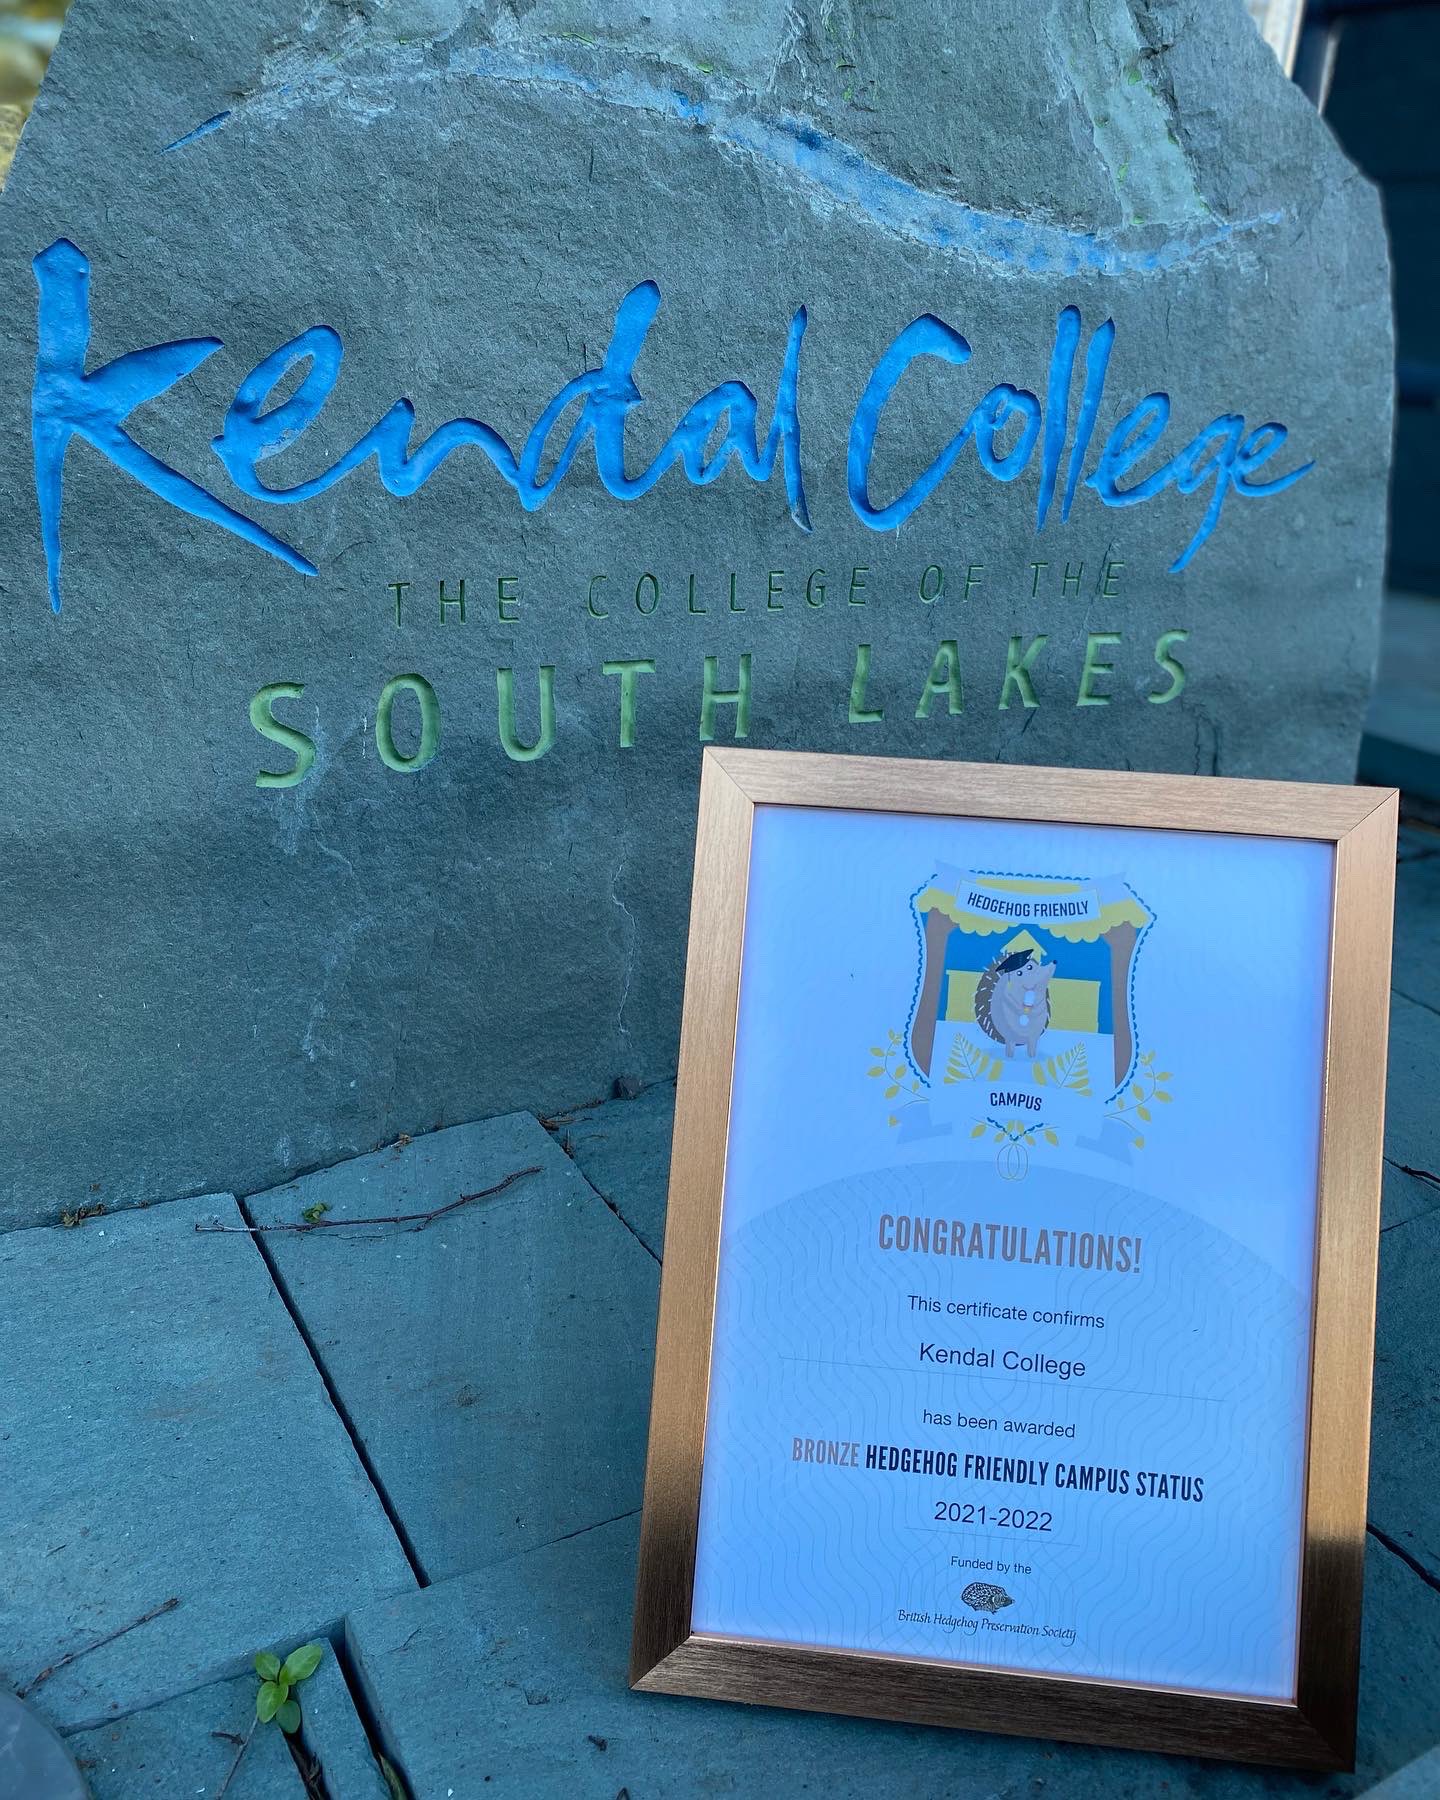 Kendal College
THE COLLEGE OF THE
SOUTH LAKES
HEDGEHOG FRIENDLY
CAMPUS
CONGRATULATIONS!
This certificate confirms
Kendal College
has been awarded
BRONZE HEDGEHOG FRIENDLY CAMPUS STATUS
2021-2022
Funded by the
British Hedgehog Preservation Society